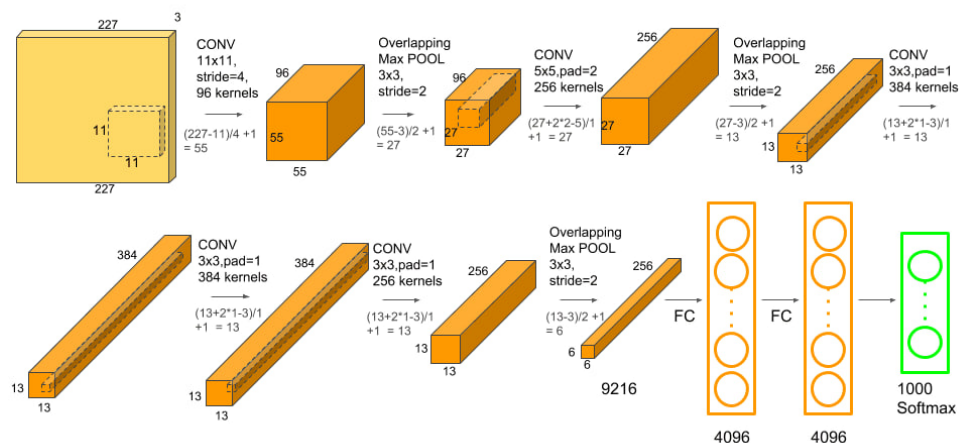 227
3
11
11
227
CONV
11x11,
stride=4,
96 kernels
(227-11)/4 +1
= 55
96
55
55
Overlapping
Max POOL
3x3,
stride=2
(55-3)/2 +1
= 27
96
27
27
CONV
5x5,pad=2
256 kernels
(27+2*2-5)/1
+1 = 27
256
27
27
Overlapping
Max POOL
3x3,
stride=2
(27-3)/2 +1
= 13
256
13
13
CONV
3x3,pad=1
384 kernels
(13+2*1-3)/1
+1 = 13
384
13
13
CONV
3x3,pad=1
384 kernels
(13+2*1-3)/1
+1 = 13
384
13
13
CONV
3x3,pad=1
256 kernels
(13+2*1-3)/1
+1 = 13
256
13
13
Overlapping
Max POOL
3x3,
stride=2
(13-3)/2 +1
= 6
256
6
6
9216
FC
4096
FC
4096
1000
Softmax